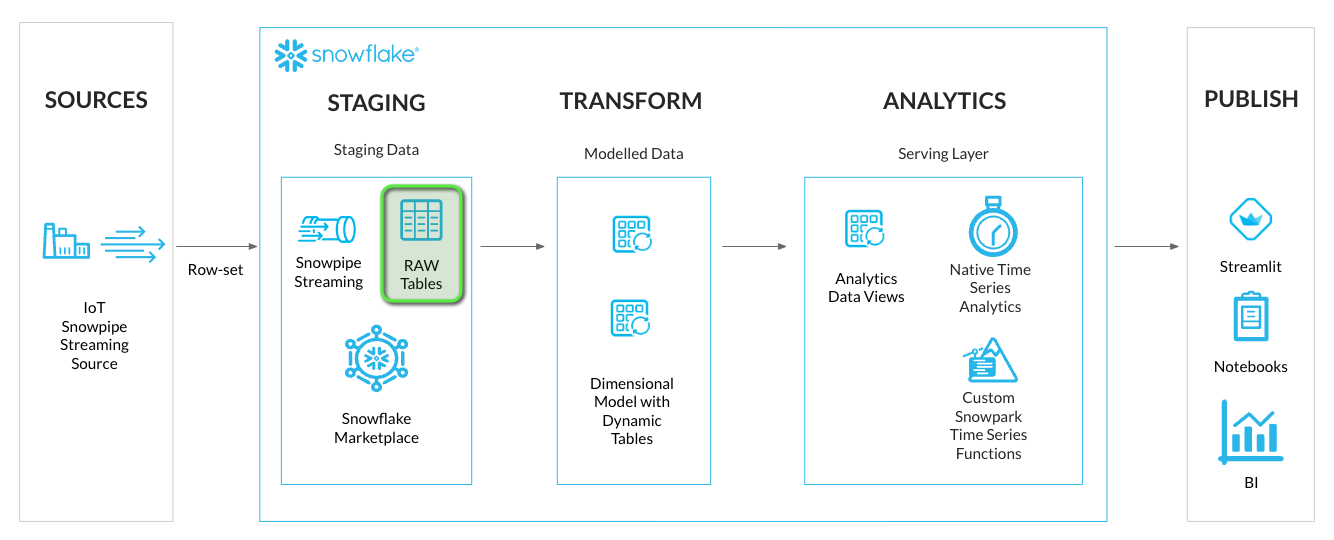 SOURCES
IoT
Snowpipe
Streaming
Source
Row-set
snowflake®
STAGING
Staging Data
Snowpipe
Streaming
RAW
Tables
Snowflake
Marketplace
TRANSFORM
Modelled Data
Dimensional
Model with
Dynamic
Tables
ANALYTICS
Serving Layer
Analytics
Data Views
Native Time
Series
Analytics
Custom
Snowpark
Time Series
Functions
PUBLISH
Streamlit
Notebooks
BI